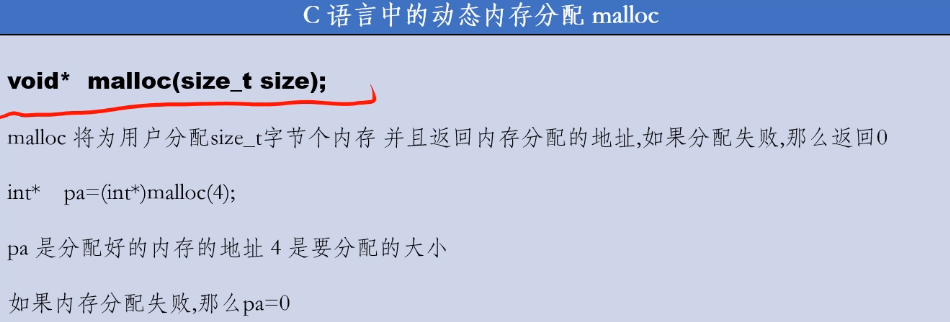 C 语言中的动态内存分配 malloc
void* malloc(size_t size);
malloc 将为用户分配size_t字节个内存 并且返回内存分配的地址,如果分配失败,那么返回0
int* pa=(int*)malloc(4);
pa 是分配好的内存的地址 4 是要分配的大小
如果内存分配失败,那么pa=0